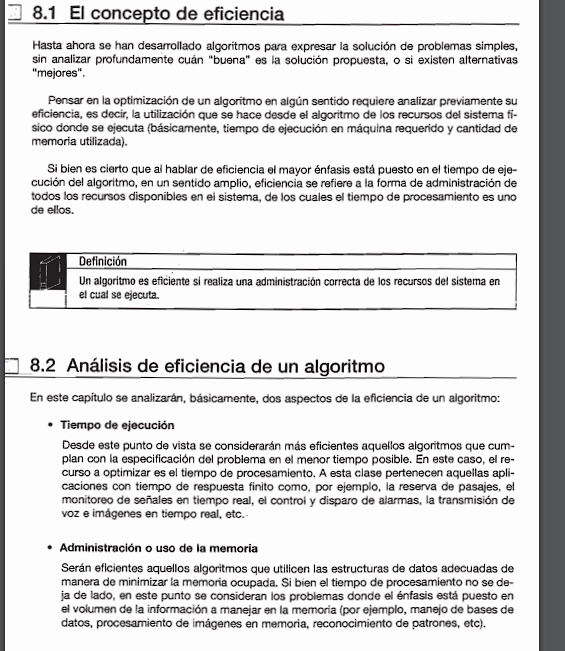 8.1 El concepto de eficiencia
Hasta ahora se han desarrollado algoritmos para expresar la solución de problemas simples,
sin analizar profundamente cuán "buena" es la solución propuesta, o si existen alternativas
"mejores".
Pensar en la optimización de un algoritmo en algún sentido requiere analizar previamente su
eficiencia, es decir, la utilización que se hace desde el algoritmo de los recursos del sistema fí-
sico donde se ejecuta (básicamente, tiempo de ejecución en máquina requerido y cantidad de
memoria utilizada).
Si bien es cierto que al hablar de eficiencia el mayor énfasis está puesto en el tiempo de eje-
cución del algoritmo, en un sentido amplio, eficiencia se refiere a la forma de administración de
todos los recursos disponibles en el sistema, de los cuales el tiempo de procesamiento es uno
de ellos.
Definición
Un algoritmo es eficiente si realiza una administración correcta de los recursos del sistema en
el cual se ejecuta.
8.2 Análisis de eficiencia de un algoritmo
En este capítulo se analizarán, básicamente, dos aspectos de la eficiencia de un algoritmo:
• Tiempo de ejecución
Desde este punto de vista se considerarán más eficientes aquellos algoritmos que cum-
plan con la especificación del problema en el menor tiempo posible. En este caso, el re-
curso a optimizar es el tiempo de procesamiento. A esta clase pertenecen aquellas apli-
caciones con tiempo de respuesta finito como, por ejemplo, la reserva de pasajes, el
monitoreo de señales en tiempo real, el control y disparo de alarmas, la transmisión de
voz e imágenes en tiempo real, etc.
• Administración o uso de la memoria
Serán eficientes aquellos algoritmos que utilicen las estructuras de datos adecuadas de
manera de minimizar la memoria ocupada. Si bien el tiempo de procesamiento no se de-
ja de lado, en este punto se consideran los problemas donde el énfasis está puesto en
el volumen de la información a manejar en la memoria (por ejemplo, manejo de bases de
datos, procesamiento de imágenes en memoria, reconocimiento de patrones, etc).